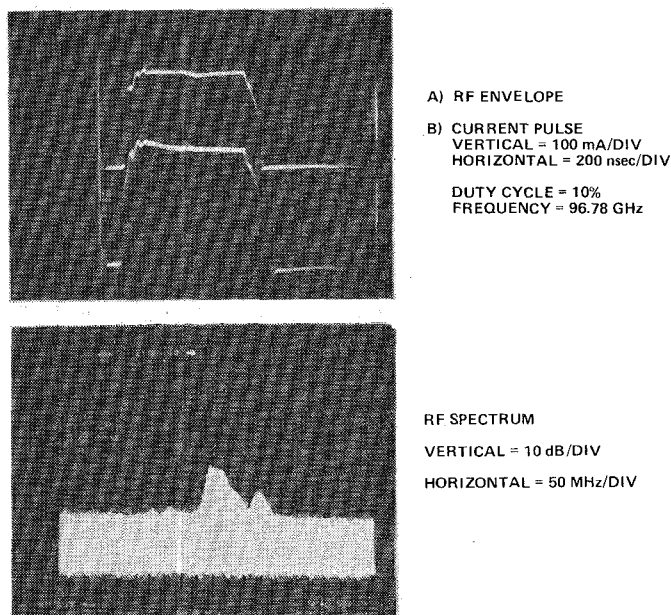 A) RF ENVELOPE
B) CURRENT PULSE
VERTICAL = 100 mA/DIV
HORIZONTAL = 200 nsec/DIV
DUTY CYCLE = 10%
FREQUENCY = 96.78 GHz
RF SPECTRUM
VERTICAL = 10 dB/DIV
HORIZONTAL = 50 MHz/DIV